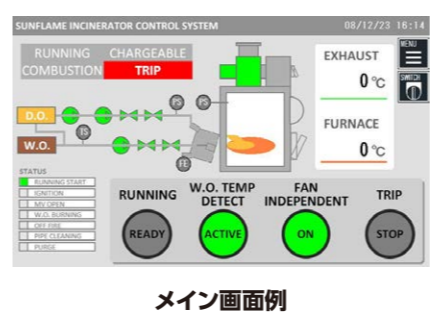 SUNFLAME INCINERATOR CONTROL SYSTEM
08/12/23 16:14
MENU
RUNNING CHARGEABLE
COMBUSTION TRIP
EXHAUST
0 ℃
SWITCH
FURNACE
0 ℃
D.O.
PS
PS
TS
W.O.
FE
STATUS
RUNNING START
IGNITION
MV OPEN
W.O. BURNING
OFF FIRE
PIPE CLEANING
PURGE
RUNNING
W.O. TEMP
DETECT
FAN
INDEPENDENT
TRIP
READY
ACTIVE
ON
STOP
メイン画面例